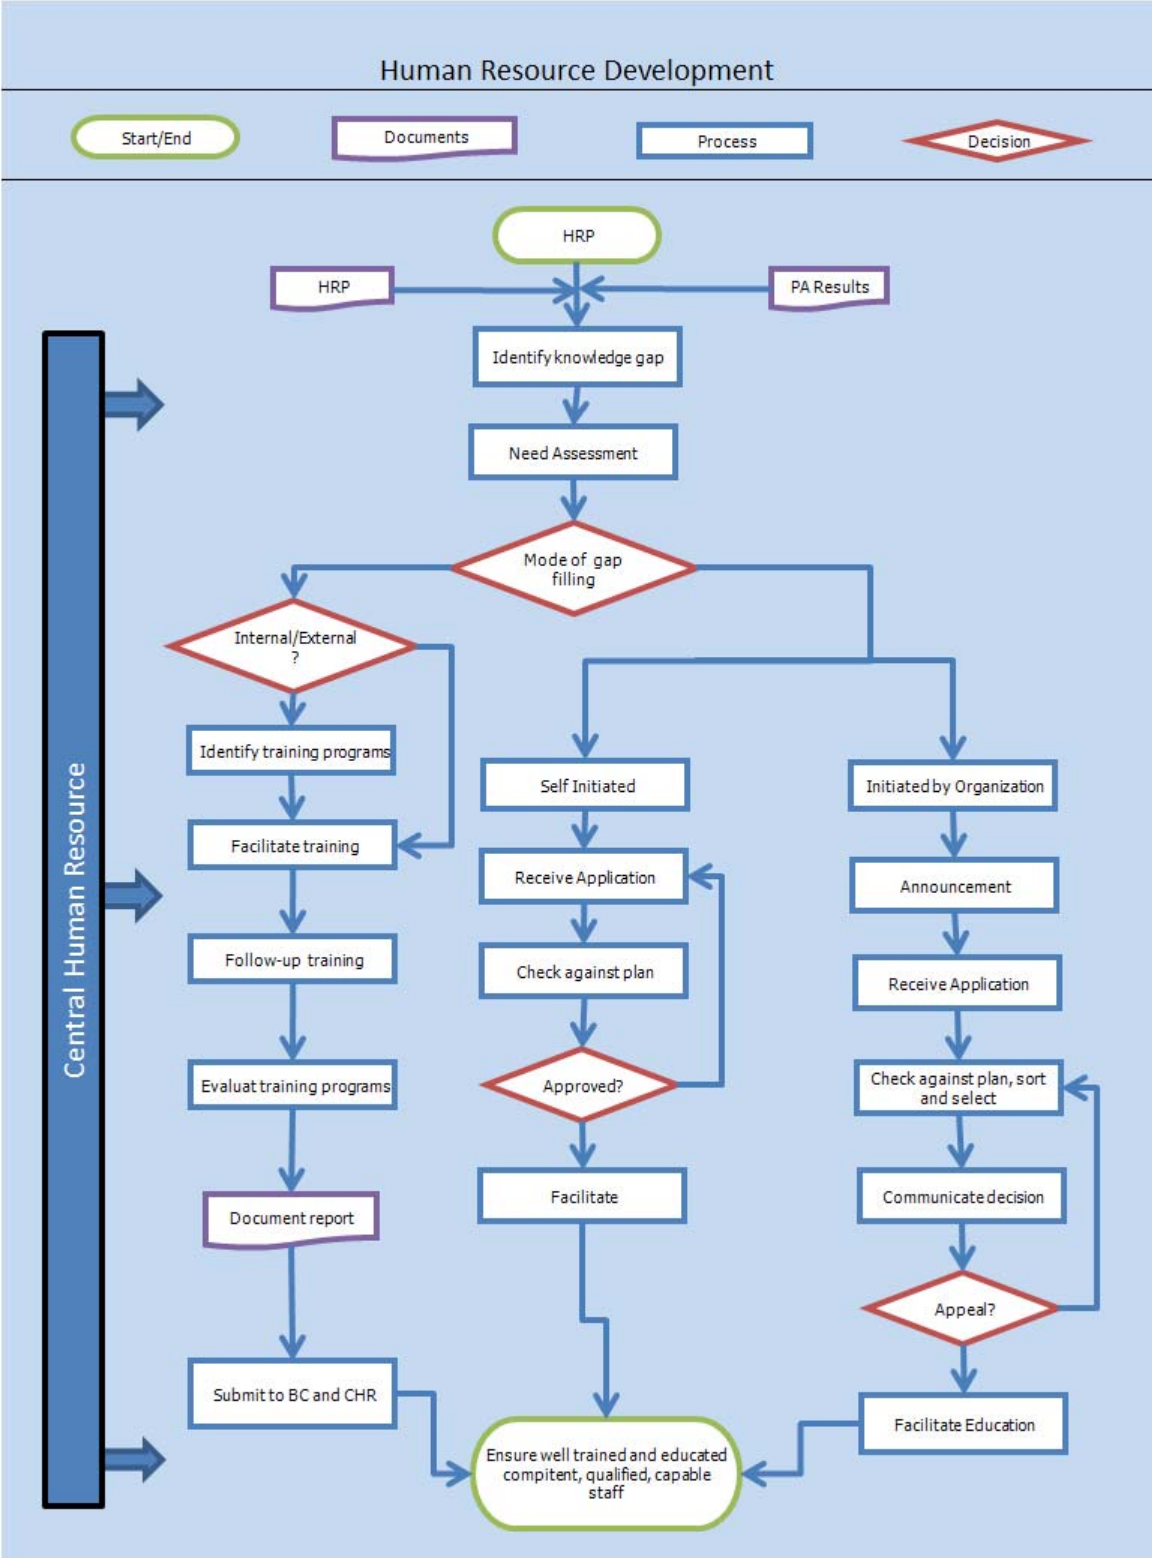 Human Resource Development
Start/End
Documents
Process
Decision
HRP
HRP
PA Results
Identify knowledge gap
Need Assessment
Mode of gap
filling
Internal/External
?
Identify training programs
Facilitate training
Follow-up training
Evaluat training programs
Document report
Submit to BC and CHR
Self Initiated
Receive Application
Check against plan
Approved?
Facilitate
Initiated by Organization
Announcement
Receive Application
Check against plan, sort
and select
Communicate decision
Appeal?
Facilitate Education
Ensure well trained and educated
compitent, qualified, capable
staff
Central Human Resource